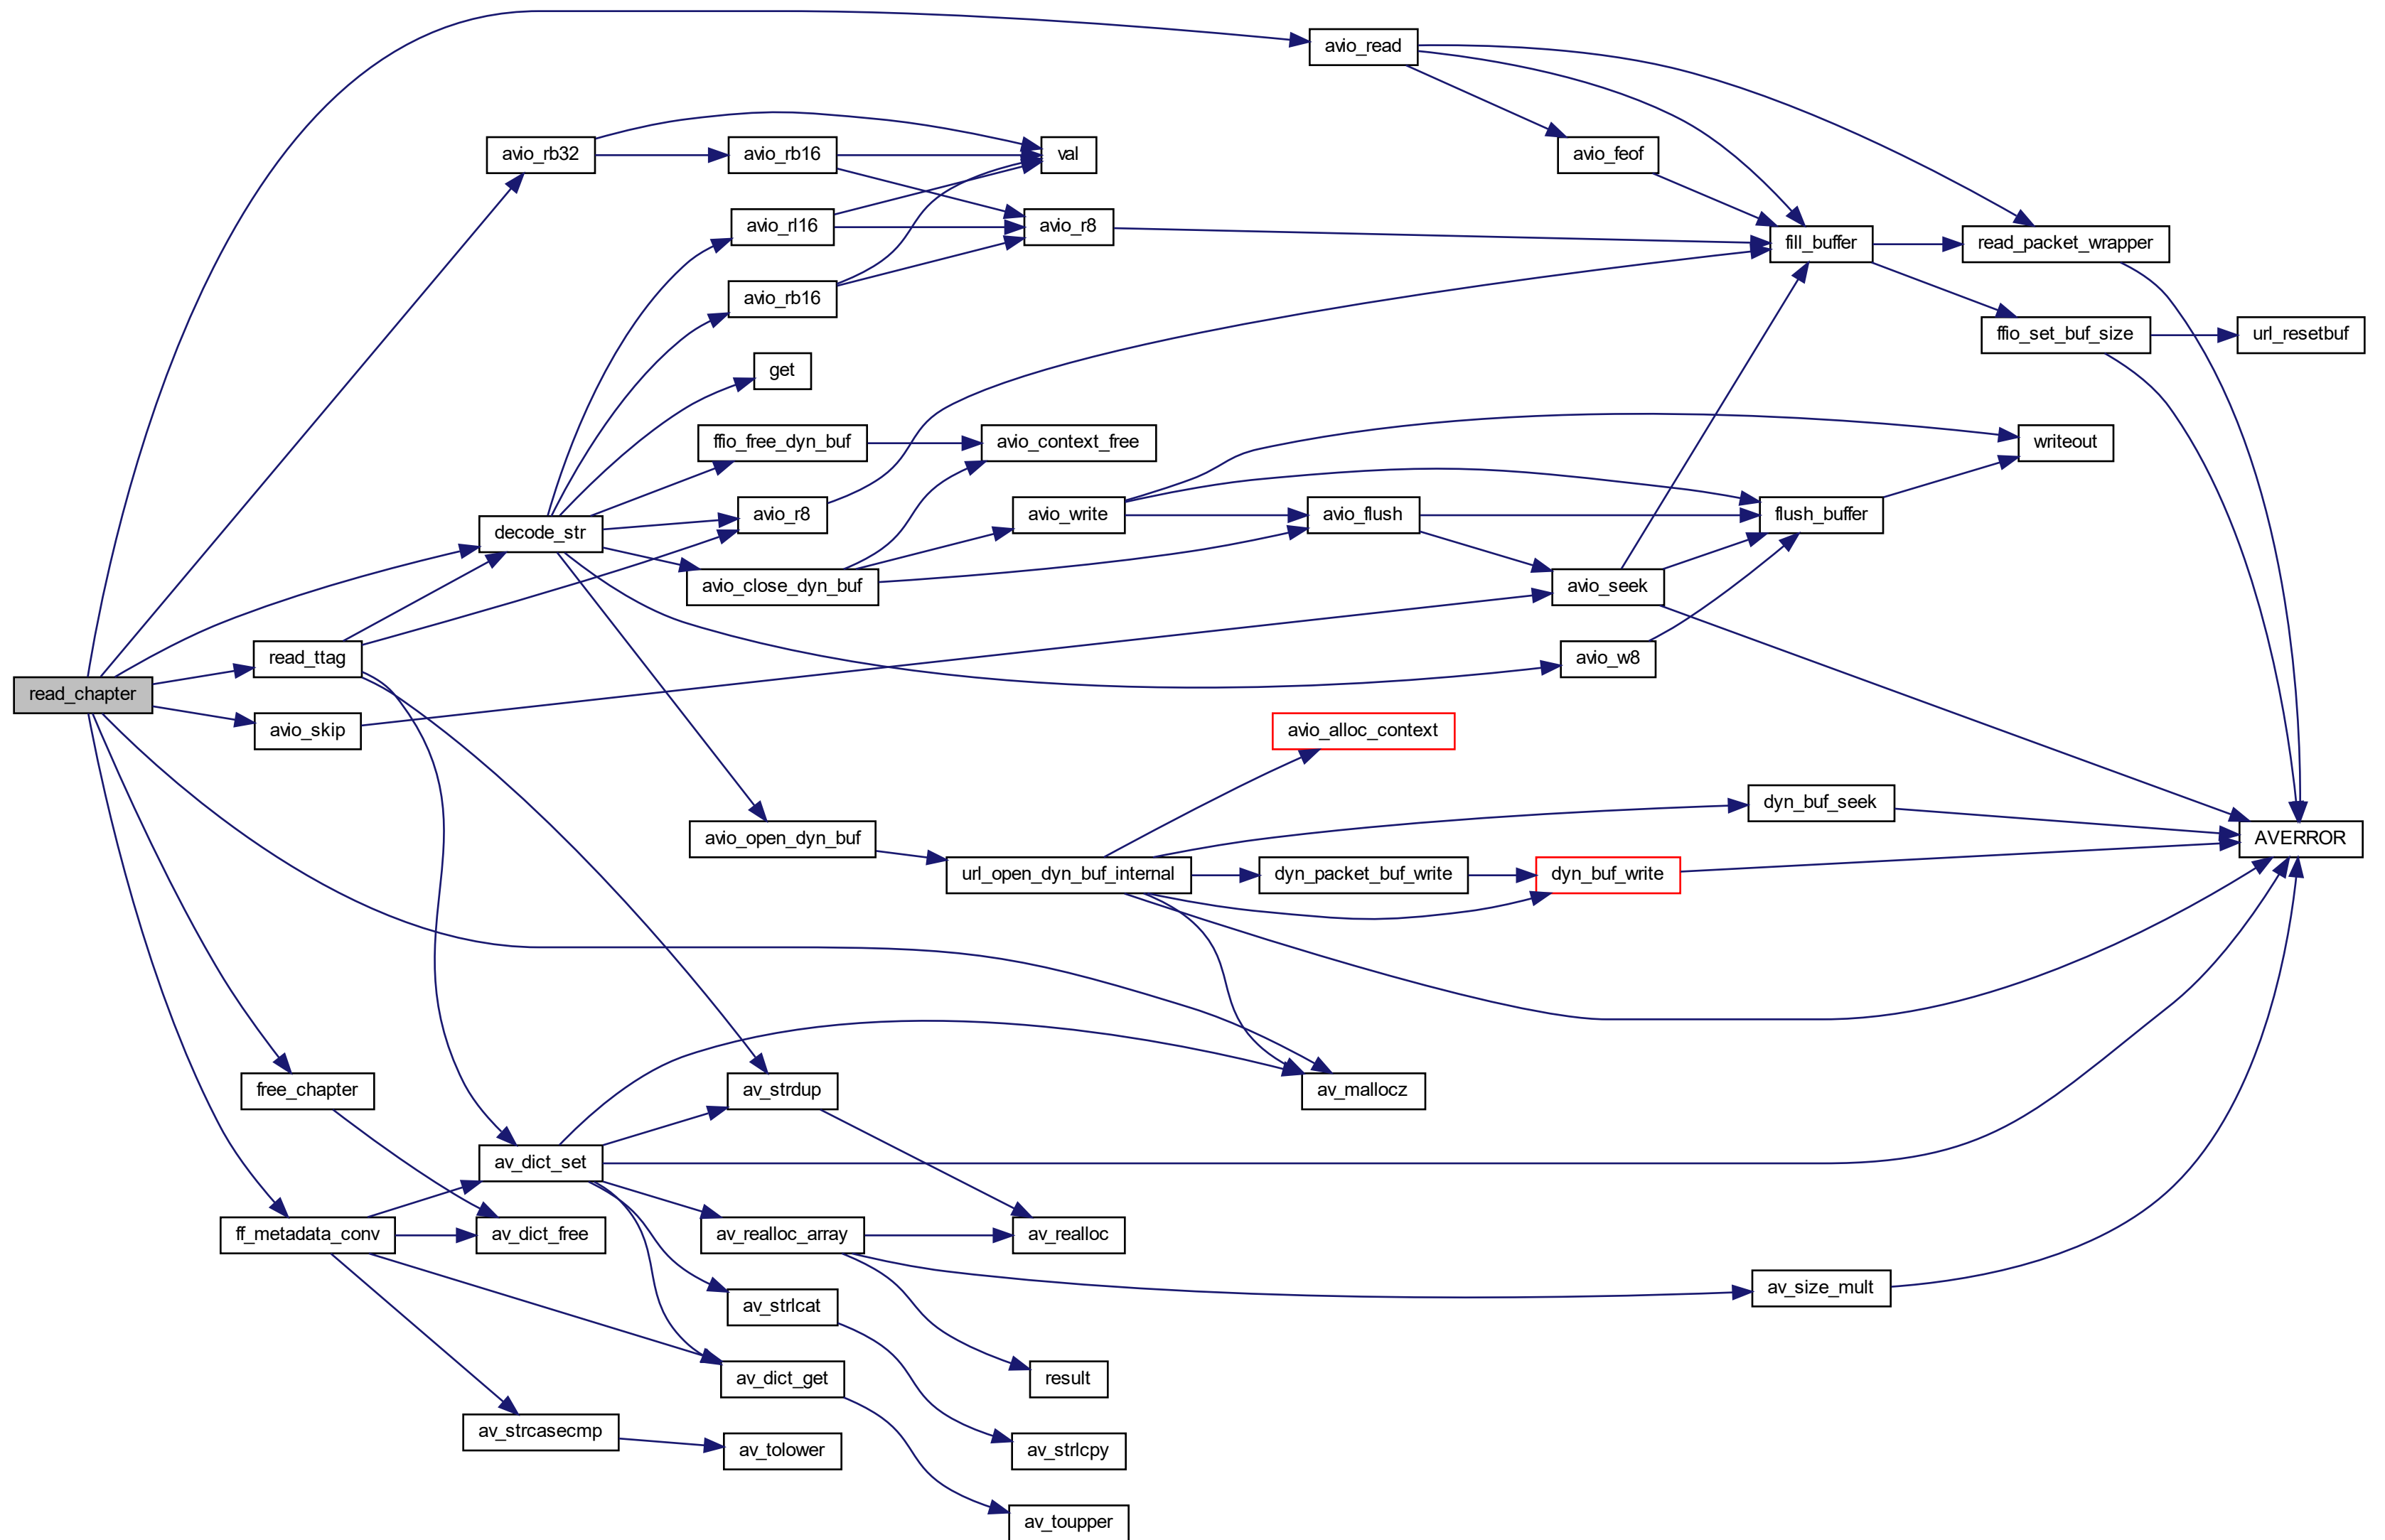 avio_read
avio_rb32
avio_rb16
val
avio_feof
avio_rl16
avio_r8
fill_buffer
read_packet_wrapper
avio_rb16
ffio_set_buf_size
url_resetbuf
get
ffio_free_dyn_buf
avio_context_free
writeout
decode_str
avio_r8
avio_write
avio_flush
flush_buffer
avio_close_dyn_buf
avio_seek
read_ttag
avio_w8
read_chapter
avio_skip
avio_alloc_context
dyn_buf_seek
avio_open_dyn_buf
AVERROR
url_open_dyn_buf_internal
dyn_packet_buf_write
dyn_buf_write
free_chapter
av_strdup
av_mallocz
av_dict_set
ff_metadata_conv
av_dict_free
av_realloc_array
av_realloc
av_strlcat
av_size_mult
av_dict_get
result
av_strcasecmp
av_tolower
av_strlcpy
av_toupper